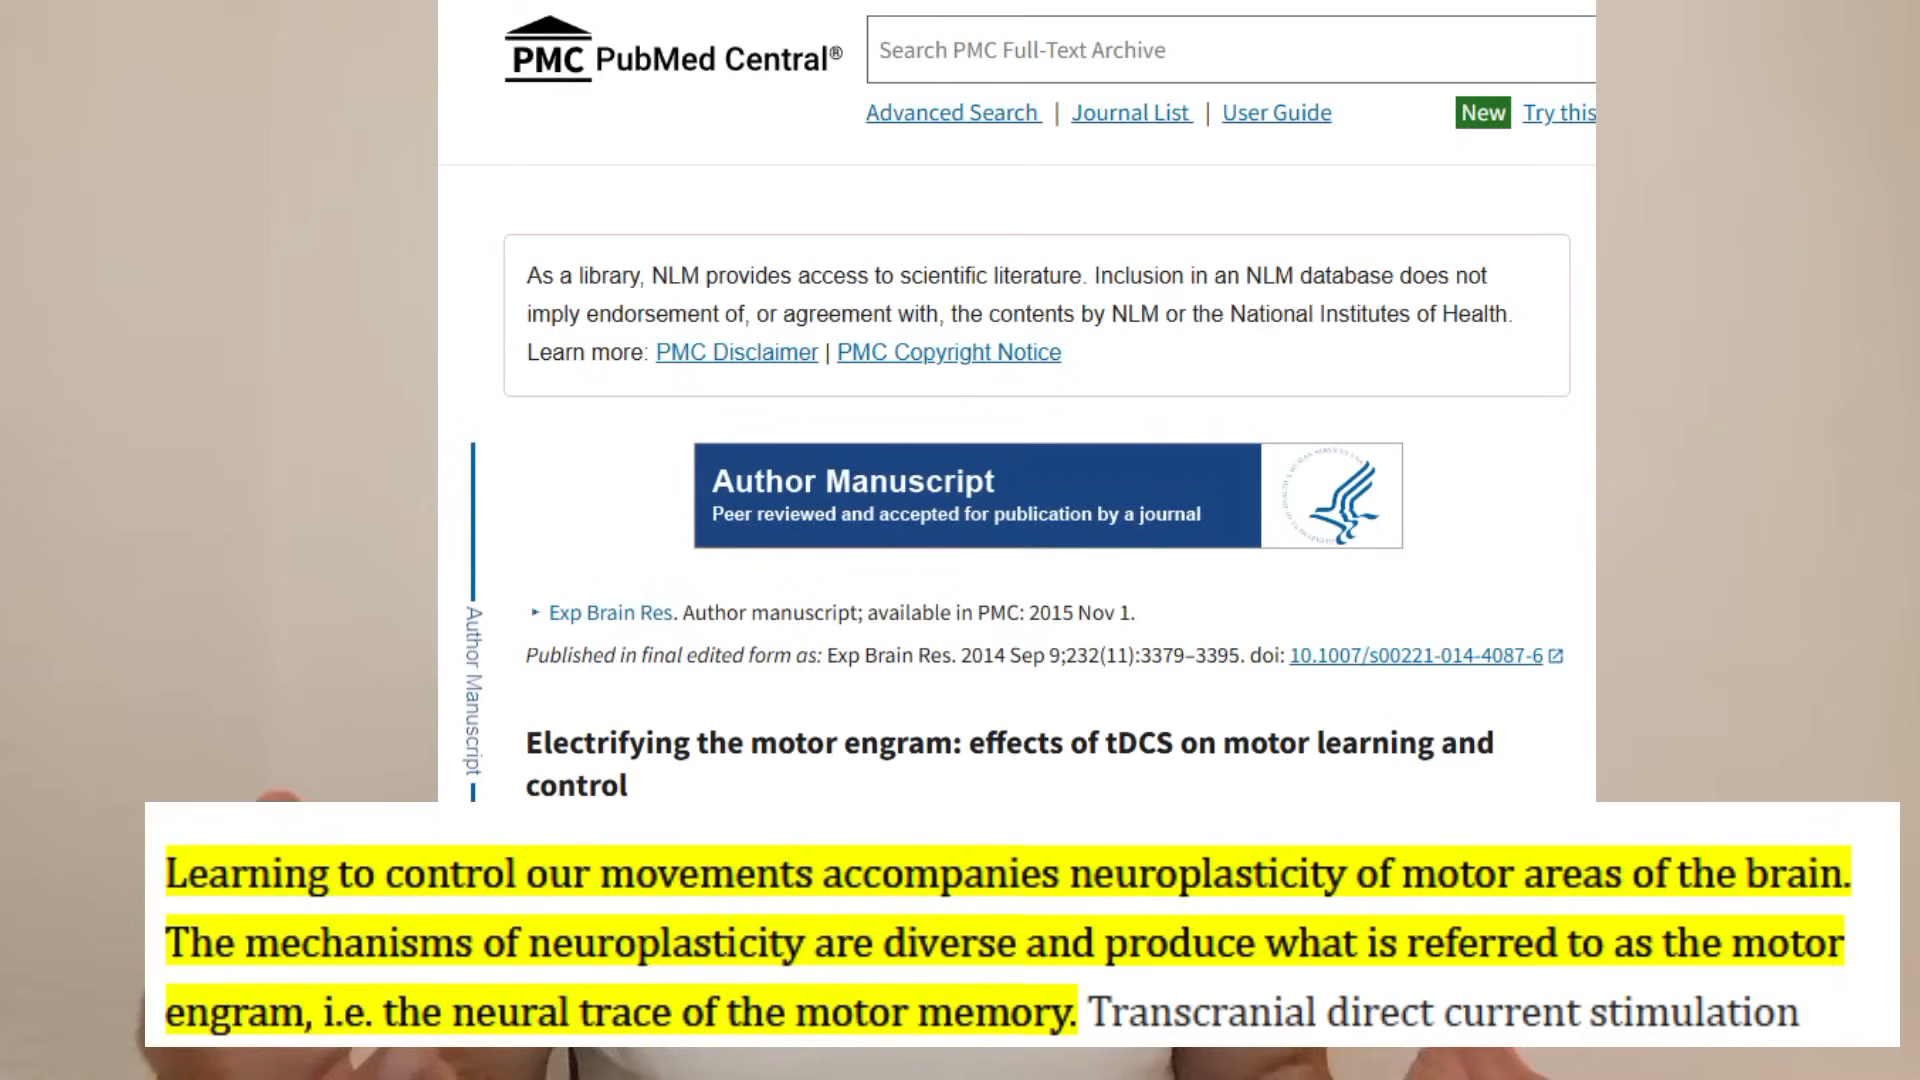 PMC PubMed Central®
Search PMC Full-Text Archive
Advanced Search | Journal List | User Guide
New Try this
As a library, NLM provides access to scientific literature. Inclusion in an NLM database does not
imply endorsement of, or agreement with, the contents by NLM or the National Institutes of Health.
Learn more: PMC Disclaimer | PMC Copyright Notice
Author Manuscript
Peer reviewed and accepted for publication by a journal
Author Manuscript
Exp Brain Res. Author manuscript; available in PMC: 2015 Nov 1.
Published in final edited form as: Exp Brain Res. 2014 Sep 9;232(11):3379–3395. doi: 10.1007/s00221-014-4087-6
Electrifying the motor engram: effects of tDCS on motor learning and
control
Learning to control our movements accompanies neuroplasticity of motor areas of the brain.
The mechanisms of neuroplasticity are diverse and produce what is referred to as the motor
engram, i.e. the neural trace of the motor memory. Transcranial direct current stimulation